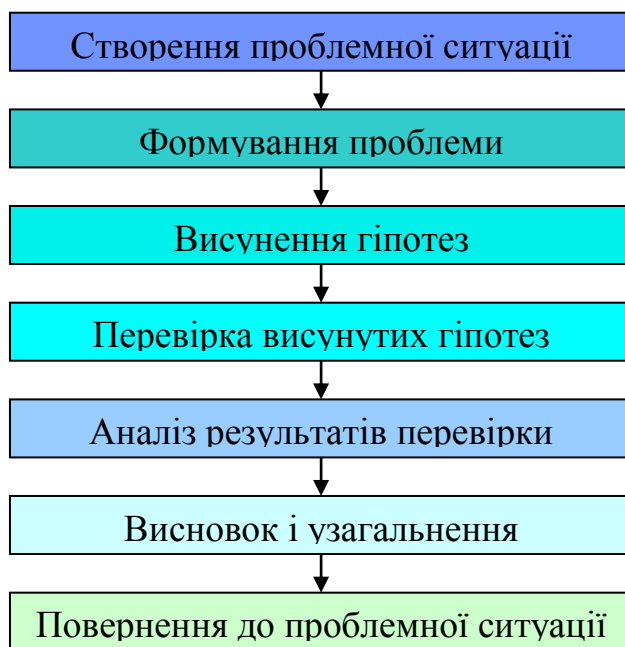 Створення проблемної ситуації
Формування проблеми
Висунення гіпотез
Перевірка висунутих гіпотез
Аналіз результатів перевірки
Висновок і узагальнення
Повернення до проблемної ситуації